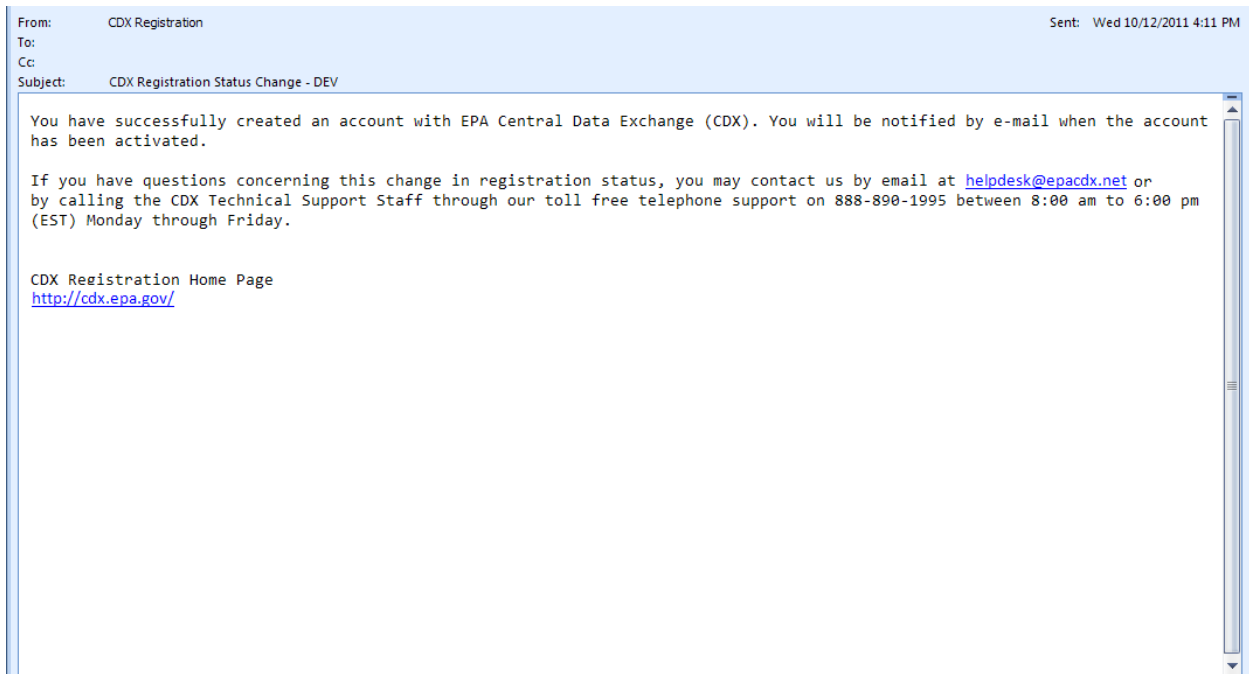 From: CDX Registration Sent: Wed 10/12/2011 4:11 PM
To:
Cc:
Subject: CDX Registration Status Change - DEV
You have successfully created an account with EPA Central Data Exchange (CDX). You will be notified by e-mail when the account
has been activated.
If you have questions concerning this change in registration status, you may contact us by email at helpdesk@epacdx.net or
by calling the CDX Technical Support Staff through our toll free telephone support on 888-890-1995 between 8:00 am to 6:00 pm
(EST) Monday through Friday.
CDX Registration Home Page
http://cdx.epa.gov/